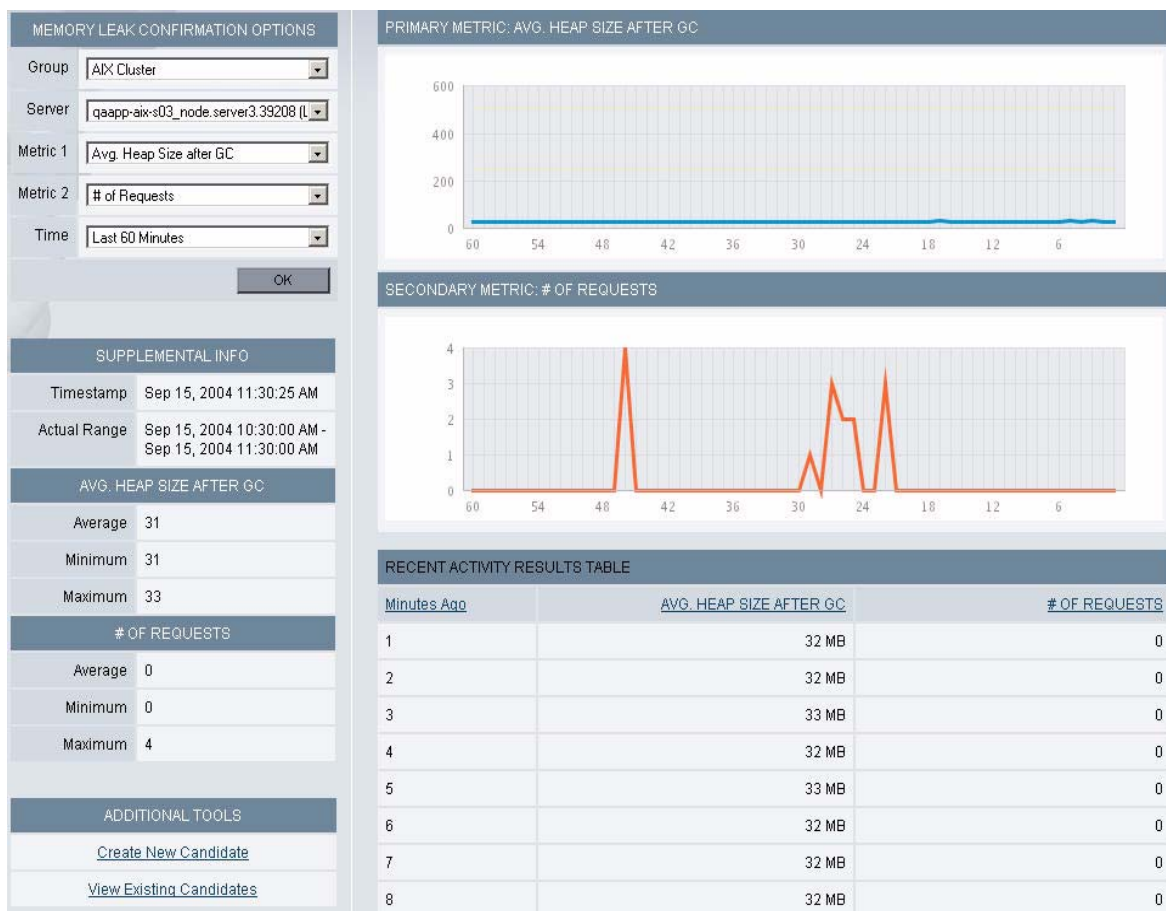 MEMORY LEAK CONFIRMATION OPTIONS
Group AIX Cluster
Server qaapp-aix-s03_node.server3.39208 (L
Metric 1 Avg. Heap Size after GC
Metric 2 # of Requests
Time Last 60 Minutes
OK
SUPPLEMENTAL INFO
Timestamp Sep 15, 2004 11:30:25 AM
Actual Range Sep 15, 2004 10:30:00 AM -
Sep 15, 2004 11:30:00 AM
AVG. HEAP SIZE AFTER GC
Average 31
Minimum 31
Maximum 33
# OF REQUESTS
Average 0
Minimum 0
Maximum 4
ADDITIONAL TOOLS
Create New Candidate
View Existing Candidates
PRIMARY METRIC: AVG. HEAP SIZE AFTER GC
600
400
200
0
60 54 48 42 36 30 24 18 12 6
SECONDARY METRIC: # OF REQUESTS
4
3
2
1
0
60 54 48 42 36 30 24 18 12 6
RECENT ACTIVITY RESULTS TABLE
Minutes Ago AVG. HEAP SIZE AFTER GC # OF REQUESTS
1 32 MB 0
2 32 MB 0
3 33 MB 0
4 32 MB 0
5 33 MB 0
6 32 MB 0
7 32 MB 0
8 32 MB 0